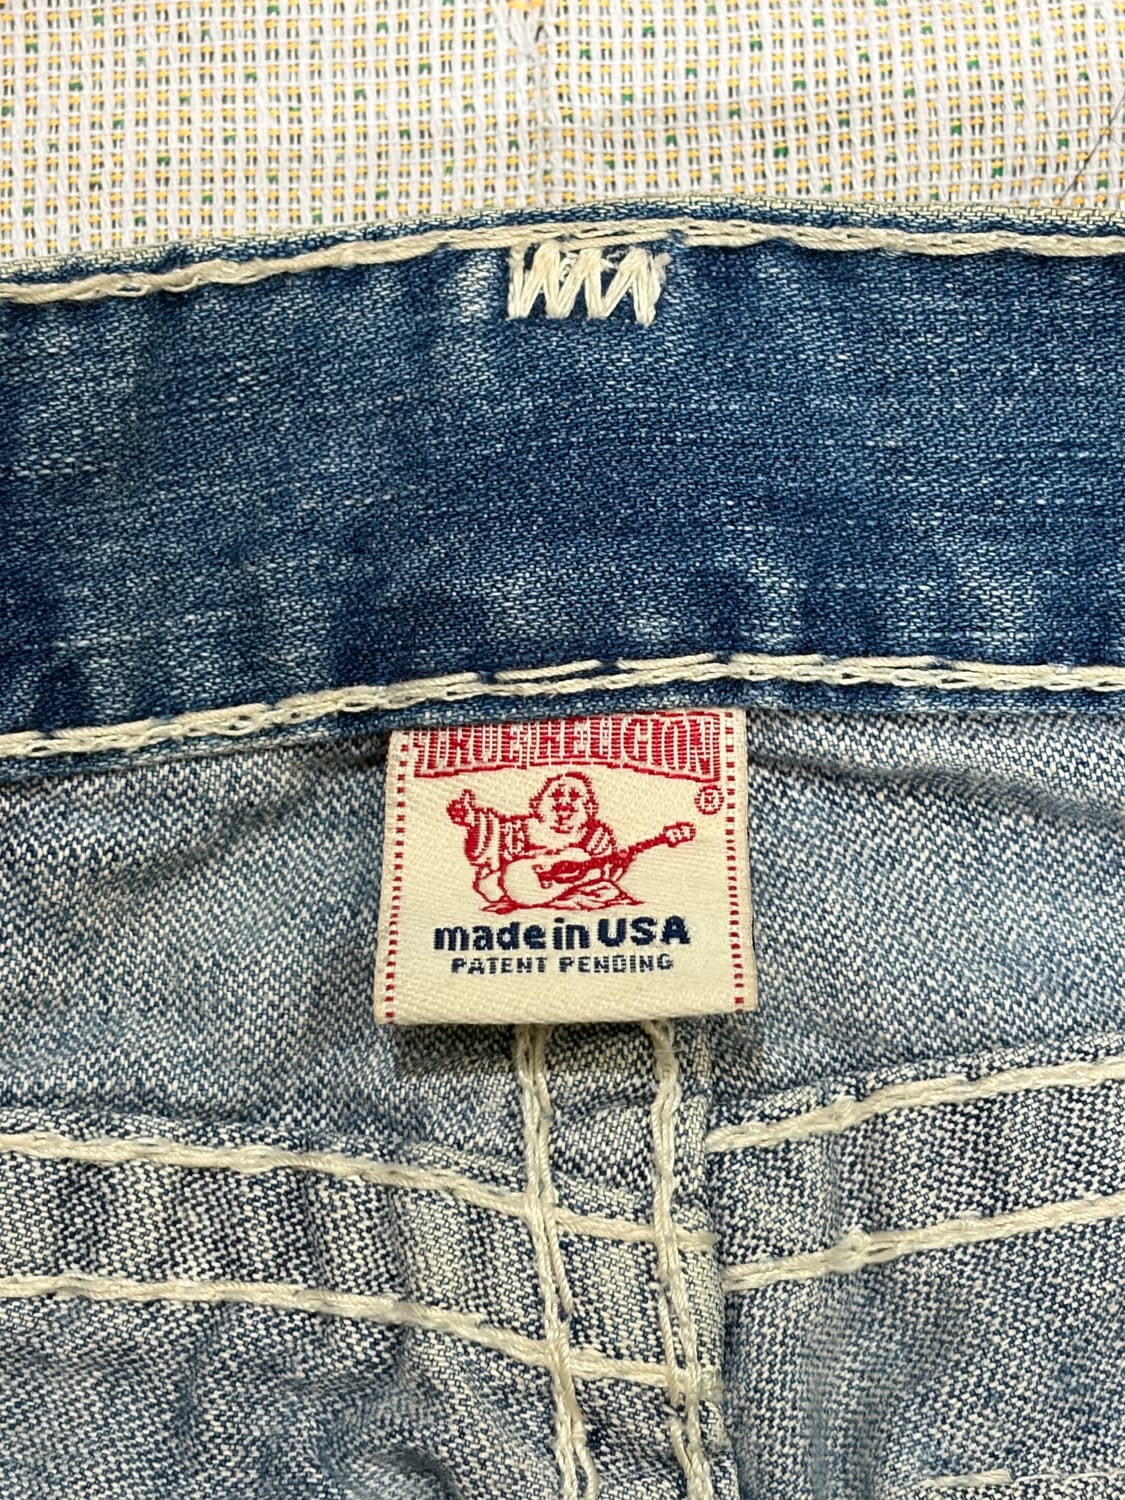 TRUE RELIGION
®
made in USA
PATENT PENDING